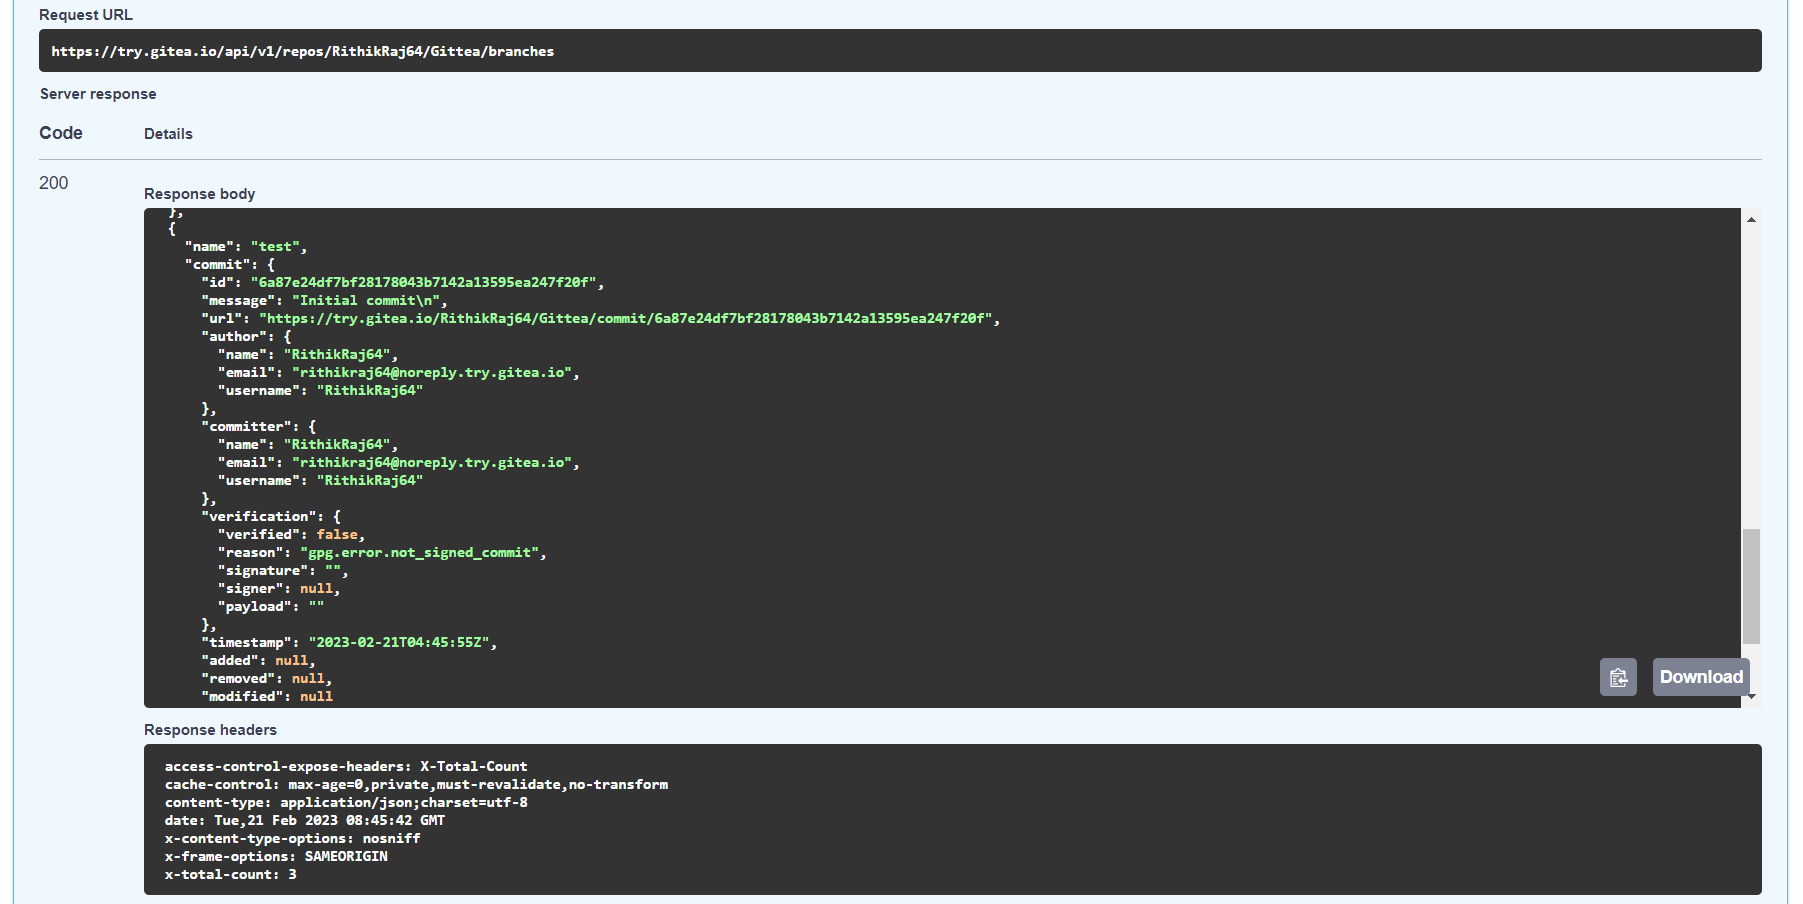 Request URL
https://try.gitea.io/api/v1/repos/RithikRaj64/Gittea/branches
Server response
Code Details
200
Response body
},
{
"name": "test",
"commit": {
"id": "6a87e24df7bf28178043b7142a13595ea247f20f",
"message": "Initial commit\n",
"url": "https://try.gitea.io/RithikRaj64/Gittea/commit/6a87e24df7bf28178043b7142a13595ea247f20f",
"author": {
"name": "RithikRaj64",
"email": "rithikraj64@noreply.try.gitea.io",
"username": "RithikRaj64"
},
"committer": {
"name": "RithikRaj64",
"email": "rithikraj64@noreply.try.gitea.io",
"username": "RithikRaj64"
},
"verification": {
"verified": false,
"reason": "gpg.error.not_signed_commit",
"signature": "",
"signer": null,
"payload": ""
},
"timestamp": "2023-02-21T04:45:55Z",
"added": null,
"removed": null,
"modified": null
Download
Response headers
access-control-expose-headers: X-Total-Count
cache-control: max-age=0,private,must-revalidate,no-transform
content-type: application/json;charset=utf-8
date: Tue,21 Feb 2023 08:45:42 GMT
x-content-type-options: nosniff
x-frame-options: SAMEORIGIN
x-total-count: 3